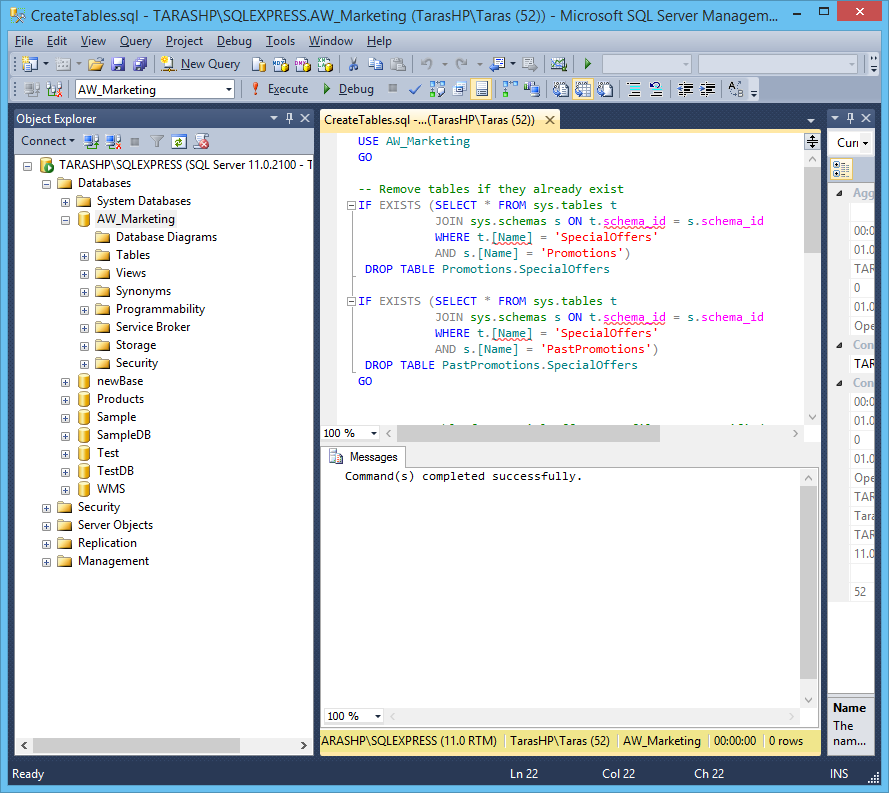 CreateTables.sql - TARASHP\SQLEXPRESS.AW_Marketing (TarasHP\Taras (52)) - Microsoft SQL Server Managem...
File Edit View Query Project Debug Tools Window Help
New Query
AW_Marketing Execute Debug
Object Explorer
Connect
TARASHP\SQLEXPRESS (SQL Server 11.0.2100 - T
Databases
System Databases
AW_Marketing
Database Diagrams
Tables
Views
Synonyms
Programmability
Service Broker
Storage
Security
newBase
Products
Sample
SampleDB
Test
TestDB
WMS
Security
Server Objects
Replication
Management
CreateTables.sql -...(TarasHP\Taras (52))
USE AW_Marketing
GO
-- Remove tables if they already exist
IF EXISTS (SELECT * FROM sys.tables t
JOIN sys.schemas s ON t.schema_id = s.schema_id
WHERE t.[Name] = 'SpecialOffers'
AND s.[Name] = 'Promotions')
DROP TABLE Promotions.SpecialOffers
IF EXISTS (SELECT * FROM sys.tables t
JOIN sys.schemas s ON t.schema_id = s.schema_id
WHERE t.[Name] = 'SpecialOffers'
AND s.[Name] = 'PastPromotions')
DROP TABLE PastPromotions.SpecialOffers
GO
100 %
Messages
Command(s) completed successfully.
100 %
ARASHP\SQLEXPRESS (11.0 RTM) TarasHP\Taras (52) AW_Marketing 00:00:00 0 rows
Curr
Agg
00:0
01.0
TAR
0
01.0
Ope
Con
TAR
Con
00:0
01.0
0
01.0
Ope
TAR
Tara
TAR
11.0
52
Name
The
nam...
Ready Ln 22 Col 22 Ch 22 INS